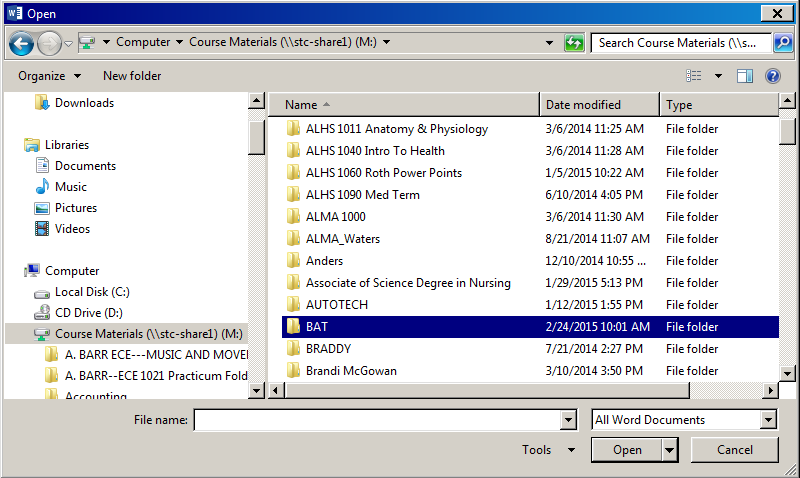 Open
Computer Course Materials (\\stc-share1) (M:) Search Course Materials (\\s...
Organize New folder
Downloads
Libraries
Documents
Music
Pictures
Videos
Computer
Local Disk (C:)
CD Drive (D:)
Course Materials (\\stc-share1) (M:)
A. BARR ECE---MUSIC AND MOVE
A. BARR--ECE 1021 Practicum Fold
Accounting
Name Date modified Type
ALHS 1011 Anatomy & Physiology 3/6/2014 11:25 AM File folder
ALHS 1040 Intro To Health 3/6/2014 11:28 AM File folder
ALHS 1060 Roth Power Points 1/5/2015 10:22 AM File folder
ALHS 1090 Med Term 6/10/2014 4:05 PM File folder
ALMA 1000 3/6/2014 11:30 AM File folder
ALMA_Waters 8/21/2014 11:07 AM File folder
Anders 12/10/2014 10:55 ... File folder
Associate of Science Degree in Nursing 1/29/2015 5:13 PM File folder
AUTOTECH 1/12/2015 1:55 PM File folder
BAT 2/24/2015 10:01 AM File folder
BRADDY 7/21/2014 2:27 PM File folder
Brandi McGowan 3/10/2014 3:50 PM File folder
File name: All Word Documents
Tools Open Cancel